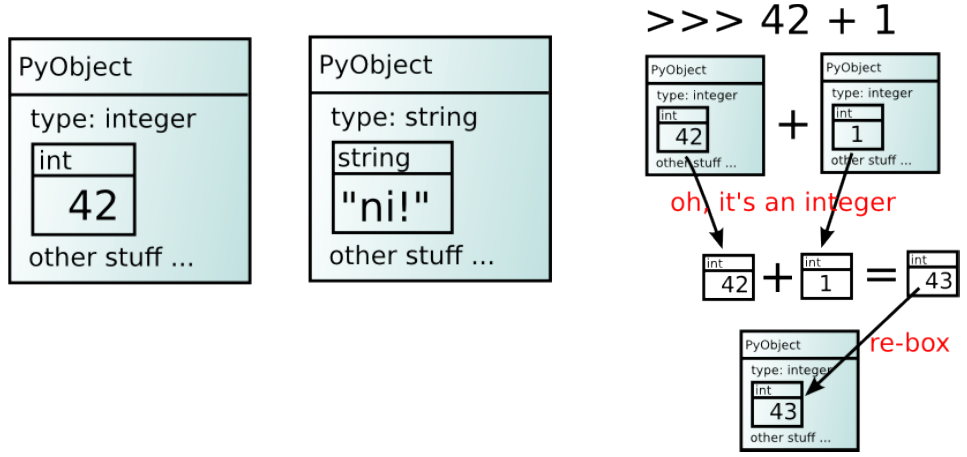 PyObject
type: integer
int
42
other stuff ...
PyObject
type: string
string
"ni!"
other stuff ...
>>> 42 + 1
PyObject
type: integer
int
42
other stuff ...
+
PyObject
type: integer
int
1
other stuff ...
oh, it's an integer
int
42
+
int
1
=
int
43
re-box
PyObject
type: integer
int
43
other stuff ...